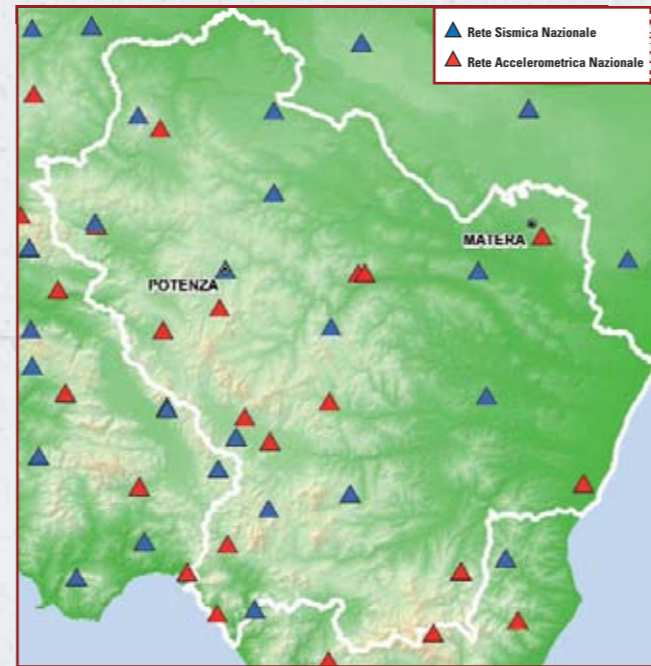 Rete Sismica Nazionale
Rete Accelerometrica Nazionale
MATERA
POTENZA